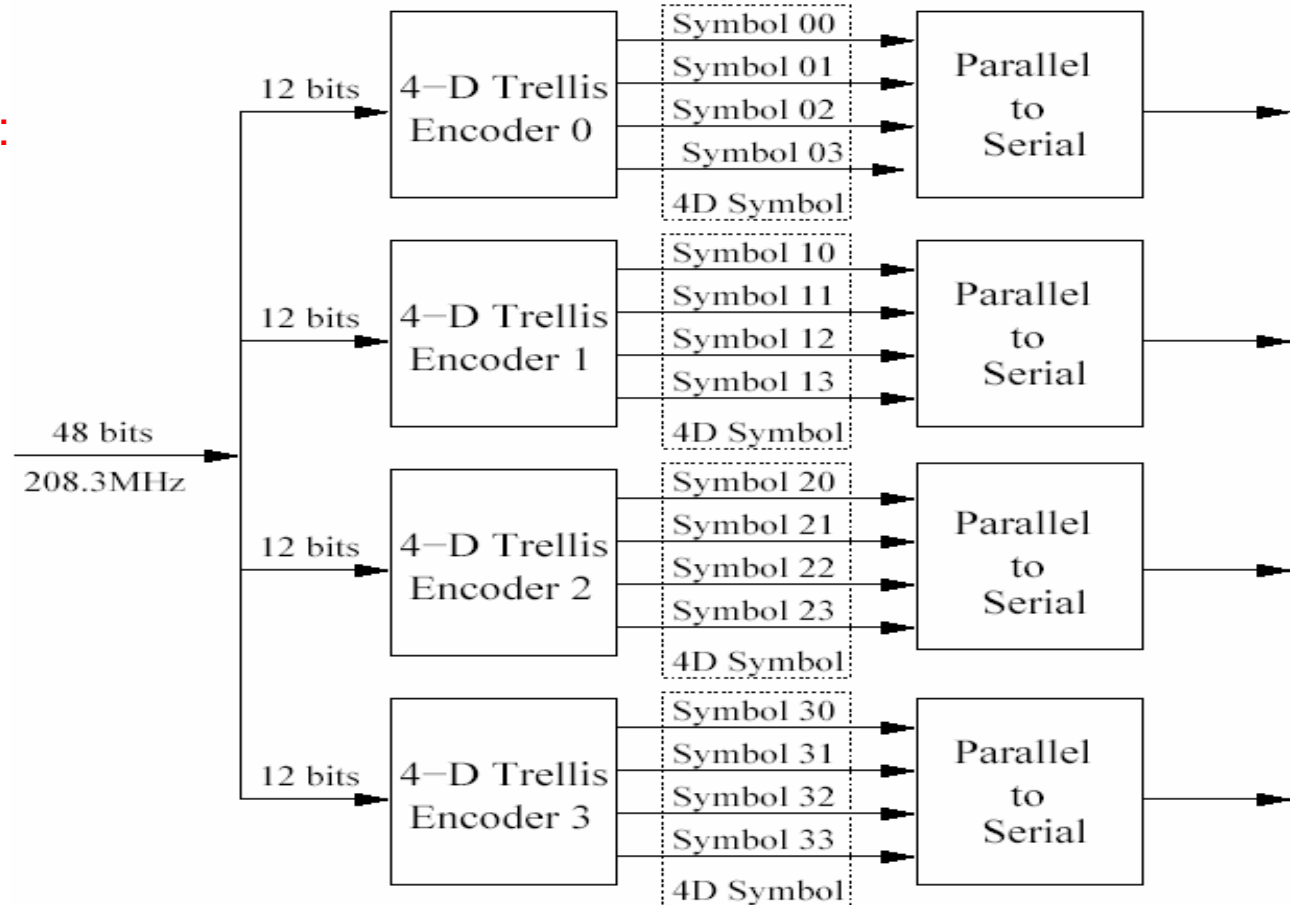 :
48 bits
208.3MHz
12 bits
4-D Trellis
Encoder 0
Symbol 00
Symbol 01
Symbol 02
Symbol 03
4D Symbol
Parallel
to
Serial
12 bits
4-D Trellis
Encoder 1
Symbol 10
Symbol 11
Symbol 12
Symbol 13
4D Symbol
Parallel
to
Serial
12 bits
4-D Trellis
Encoder 2
Symbol 20
Symbol 21
Symbol 22
Symbol 23
4D Symbol
Parallel
to
Serial
12 bits
4-D Trellis
Encoder 3
Symbol 30
Symbol 31
Symbol 32
Symbol 33
4D Symbol
Parallel
to
Serial